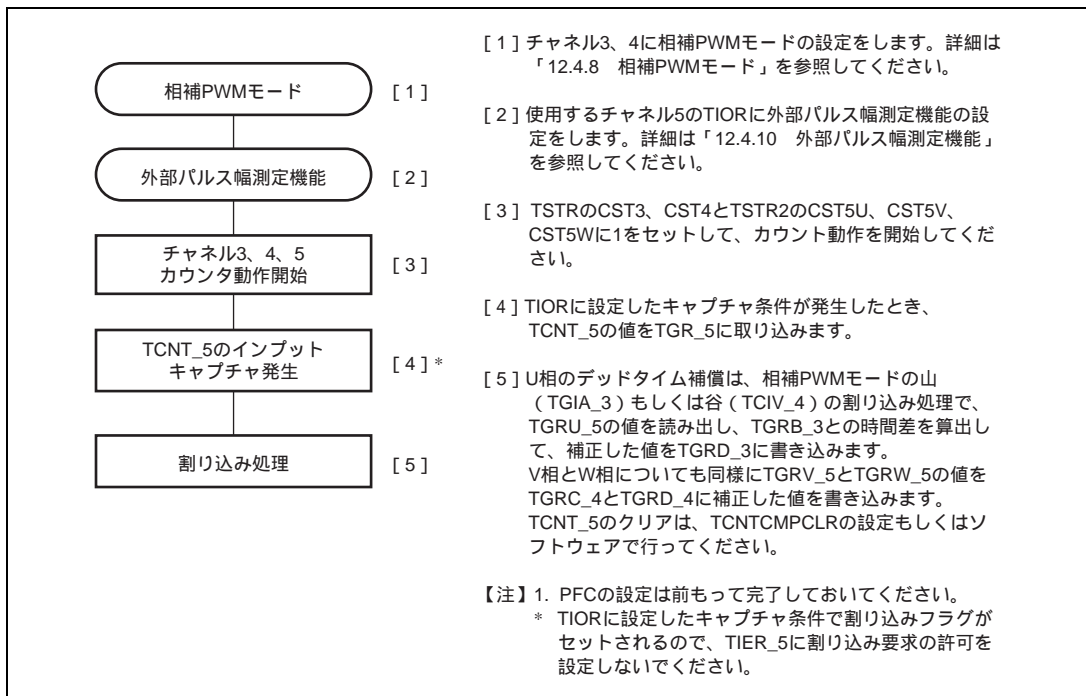 相補PWMモード
[ 1 ]
外部パルス幅測定機能
[ 2 ]
チャネル3、4、5
カウンタ動作開始
[ 3 ]
TCNT_5のインプット
キャプチャ発生
[ 4 ]*
割り込み処理
[ 5 ]
[ 1 ] チャネル3、4に相補PWMモードの設定をします。詳細は
「12.4.8 相補PWMモード」を参照してください。
[ 2 ] 使用するチャネル5のTIORに外部パルス幅測定機能の設
定をします。詳細は「12.4.10 外部パルス幅測定機能」
を参照してください。
[ 3 ] TSTRのCST3、CST4とTSTR2のCST5U、CST5V、
CST5Wに1をセットして、カウント動作を開始してくだ
さい。
[ 4 ] TIORに設定したキャプチャ条件が発生したとき、
TCNT_5の値をTGR_5に取り込みます。
[ 5 ] U相のデッドタイム補償は、相補PWMモードの山
（TGIA_3）もしくは谷（TCIV_4）の割り込み処理で、
TGRU_5の値を読み出し、TGRB_3との時間差を算出し
て、補正した値をTGRD_3に書き込みます。
V相とW相についても同様にTGRV_5とTGRW_5の値を
TGRC_4とTGRD_4に補正した値を書き込みます。
TCNT_5のクリアは、TCNTCMPCLRの設定もしくはソ
フトウェアで行ってください。
【注】1. PFCの設定は前もって完了しておいてください。
* TIORに設定したキャプチャ条件で割り込みフラグが
セットされるので、TIER_5に割り込み要求の許可を
設定しないでください。